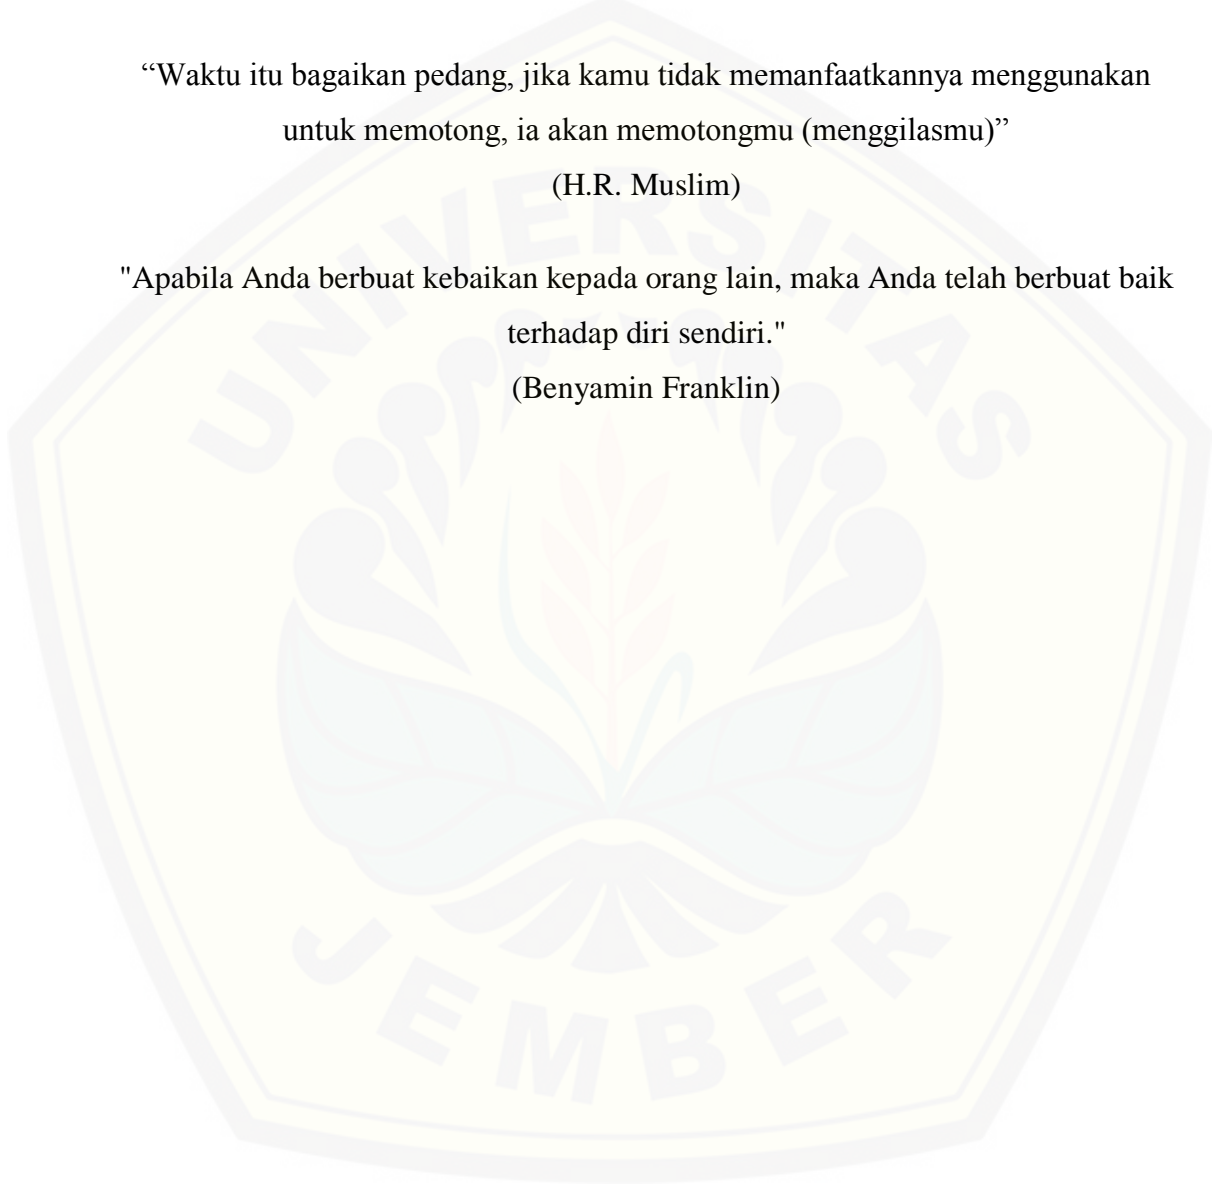 “Waktu itu bagaikan pedang, jika kamu tidak memanfaatkannya menggunakan
untuk memotong, ia akan memotongmu (menggilasmu)”
(H.R. Muslim)
"Apabila Anda berbuat kebaikan kepada orang lain, maka Anda telah berbuat baik
terhadap diri sendiri."
(Benyamin Franklin)
UNIVERSITAS
JEMBER